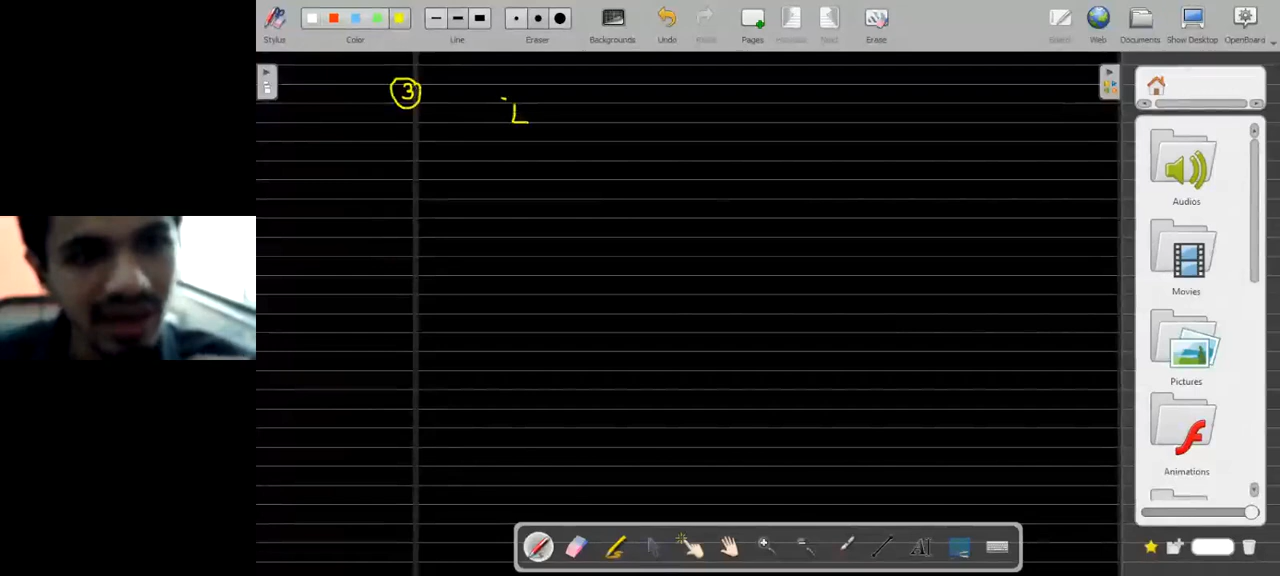 Stylus Color Line Eraser Backgrounds Undo Pages Erase Web Documents Show Desktop OpenBoard
3
L
Audios
Movies
Pictures
Animations